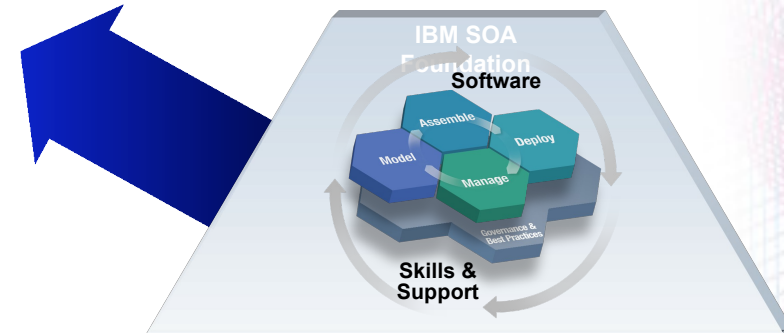 IBM SOA
Foundation
Software
Assemble
Deploy
Model
Manage
Governance &
Best Practices
Skills &
Support